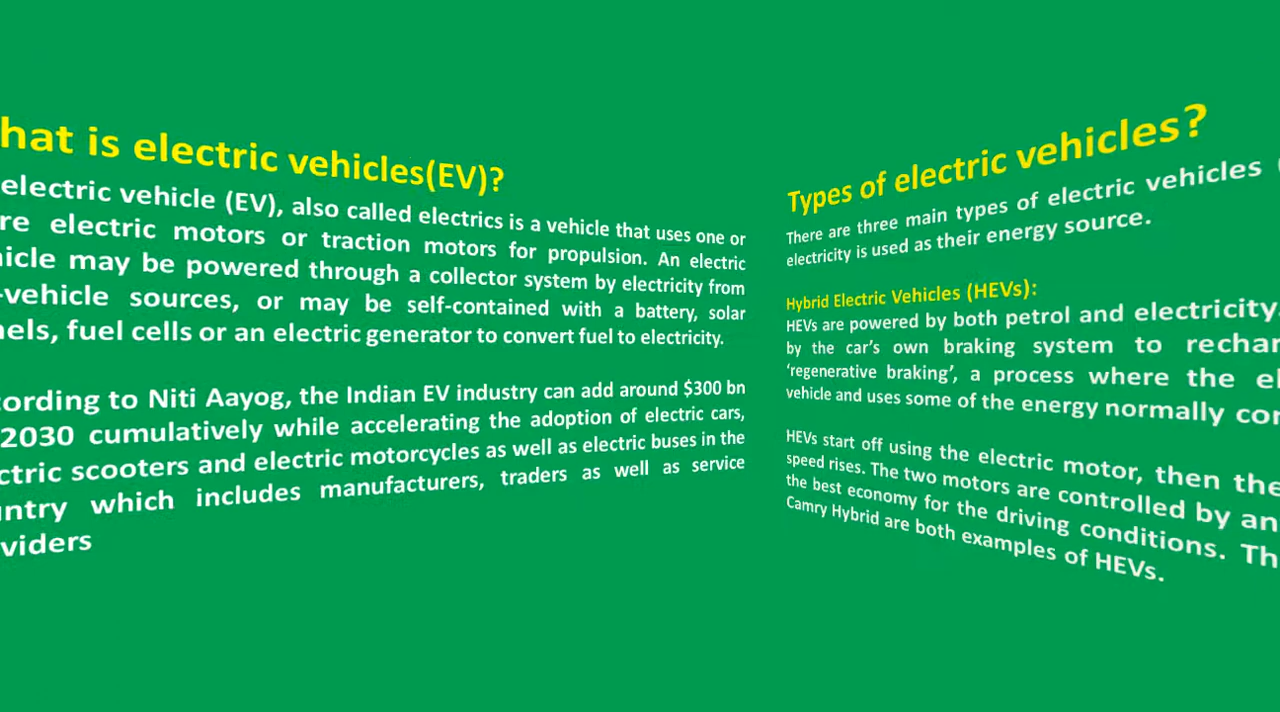 hat is electric vehicles(EV)?
electric vehicle (EV), also called electrics is a vehicle that uses one or
re electric motors or traction motors for propulsion. An electric
icle may be powered through a collector system by electricity from
-vehicle sources, or may be self-contained with a battery, solar
nels, fuel cells or an electric generator to convert fuel to electricity.
cording to Niti Aayog, the Indian EV industry can add around $300 bn
2030 cumulatively while accelerating the adoption of electric cars,
ctric scooters and electric motorcycles as well as electric buses in the
ntry which includes manufacturers, traders as well as service
viders
Types of electric vehicles?
There are three main types of electric vehicles (
electricity is used as their energy source.
Hybrid Electric Vehicles (HEVs):
HEVs are powered by both petrol and electricity.
by the car's own braking system to rechar
'regenerative braking', a process where the el
vehicle and uses some of the energy normally con
HEVs start off using the electric motor, then the
speed rises. The two motors are controlled by an
the best economy for the driving conditions. Th
Camry Hybrid are both examples of HEVs.